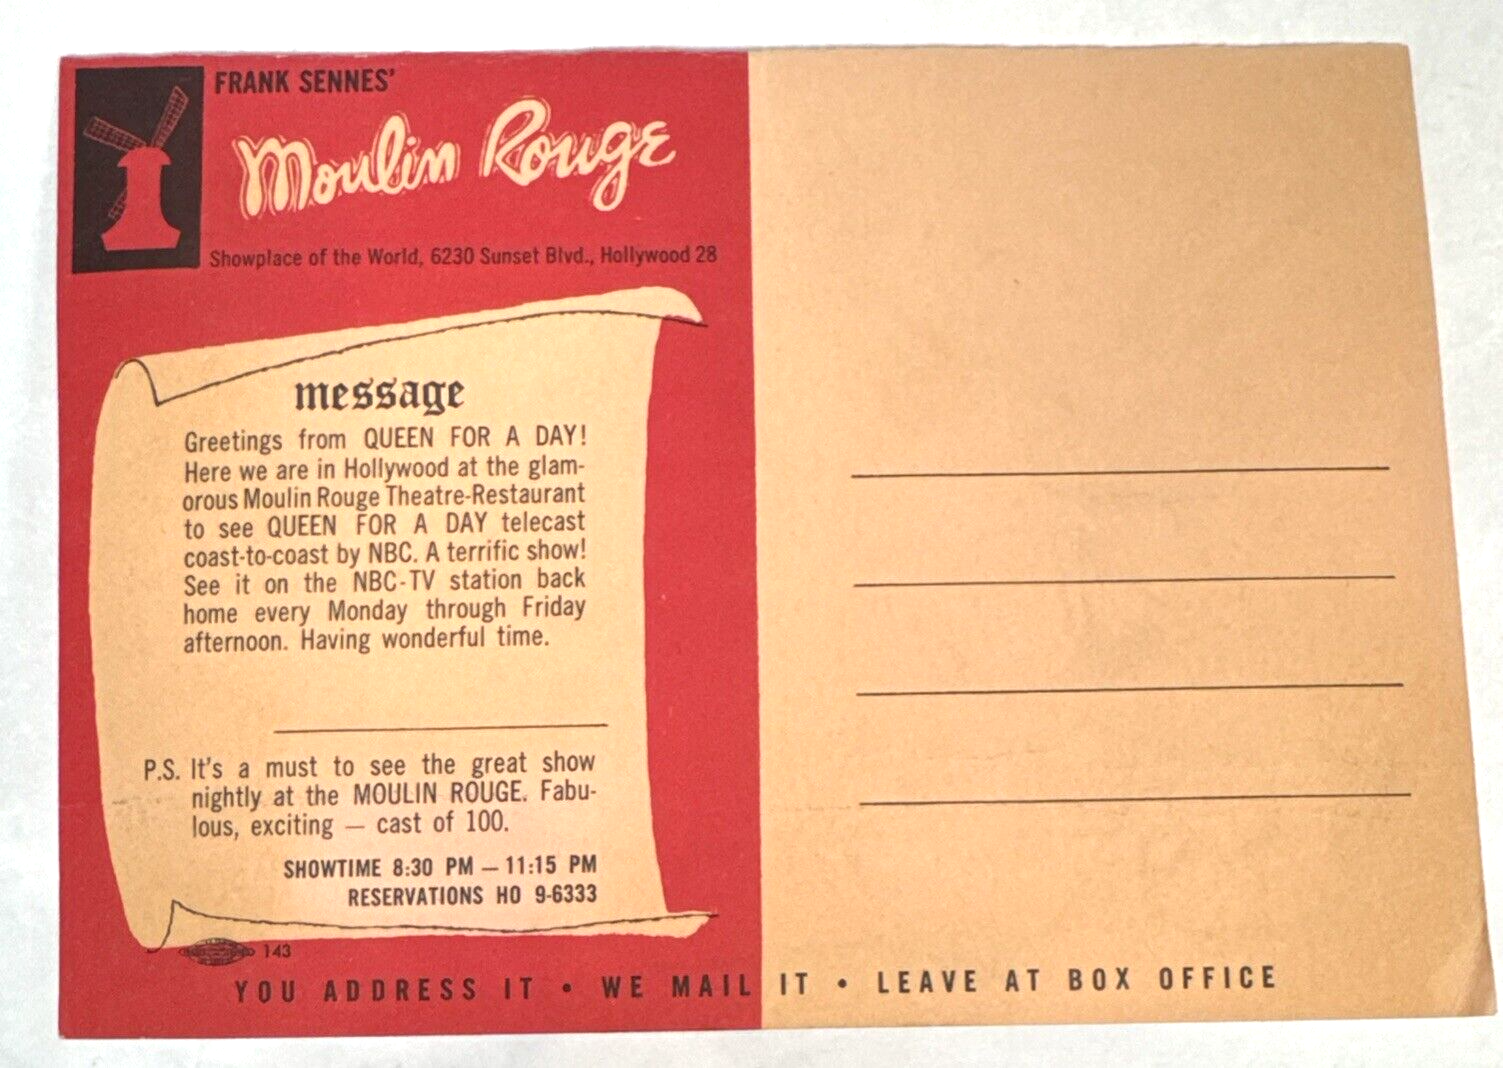 FRANK SENNES'
Moulin Rouge
Showplace of the World, 6230 Sunset Blvd., Hollywood 28
message
Greetings from QUEEN FOR A DAY!
Here we are in Hollywood at the glam-
orous Moulin Rouge Theatre-Restaurant
to see QUEEN FOR A DAY telecast
coast-to-coast by NBC. A terrific show!
See it on the NBC-TV station back
home every Monday through Friday
afternoon. Having wonderful time.
P.S. It's a must to see the great show
nightly at the MOULIN ROUGE. Fabu-
lous, exciting — cast of 100.
SHOWTIME 8:30 PM — 11:15 PM
RESERVATIONS HO 9-6333
143
YOU ADDRESS IT • WE MAIL IT • LEAVE AT BOX OFFICE